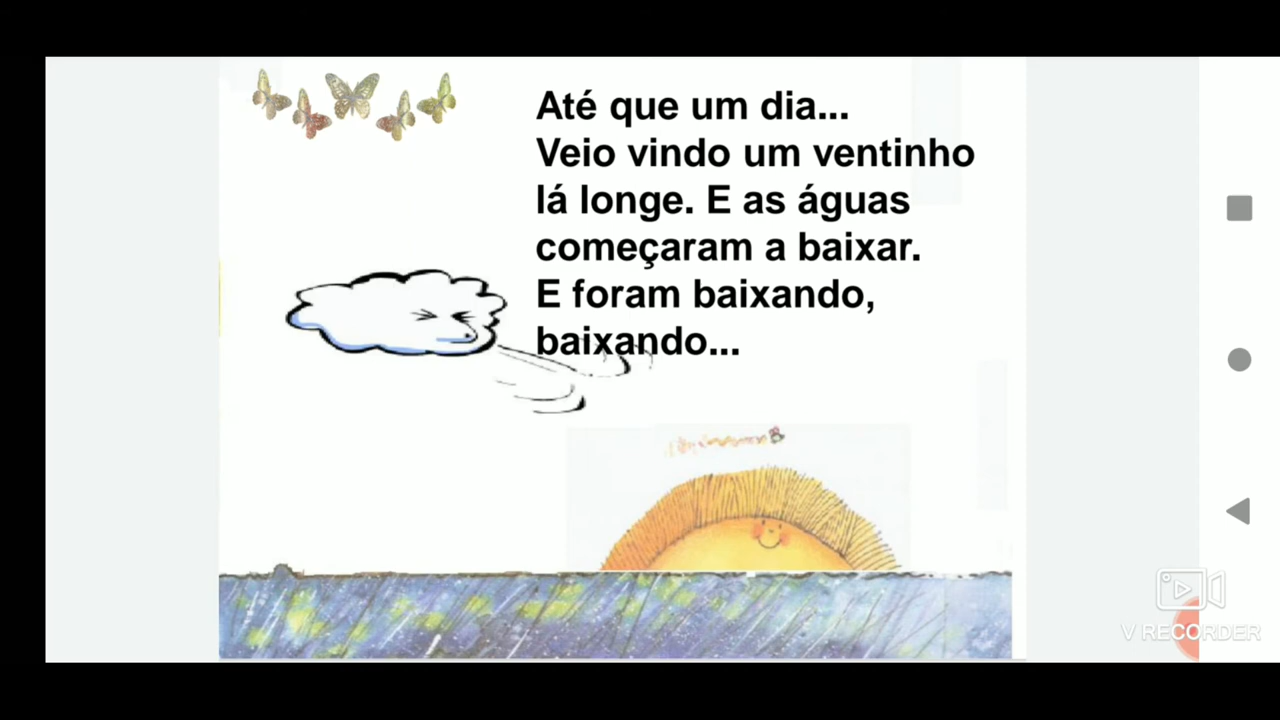 Até que um dia...
Veio vindo um ventinho
lá longe. E as águas
começaram a baixar.
E foram baixando,
baixando...
V RECORDER